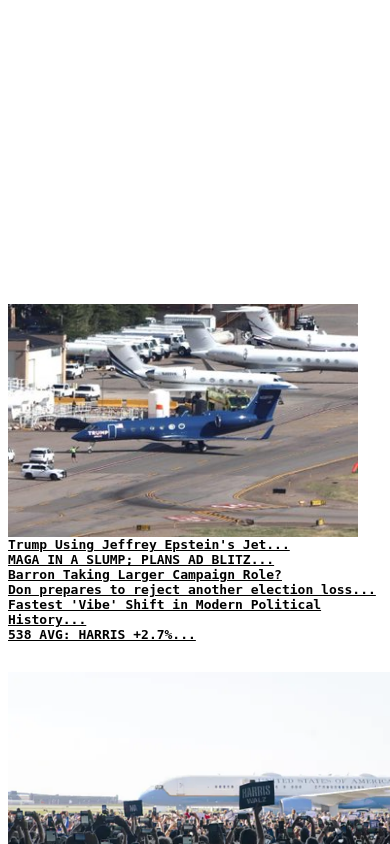 TRUMP
Trump Using Jeffrey Epstein's Jet...
MAGA IN A SLUMP; PLANS AD BLITZ...
Barron Taking Larger Campaign Role?
Don prepares to reject another election loss...
Fastest 'Vibe' Shift in Modern Political
History...
538 AVG: HARRIS +2.7%...
UNITED STATES OF AMERICA
HARRIS
WALZ